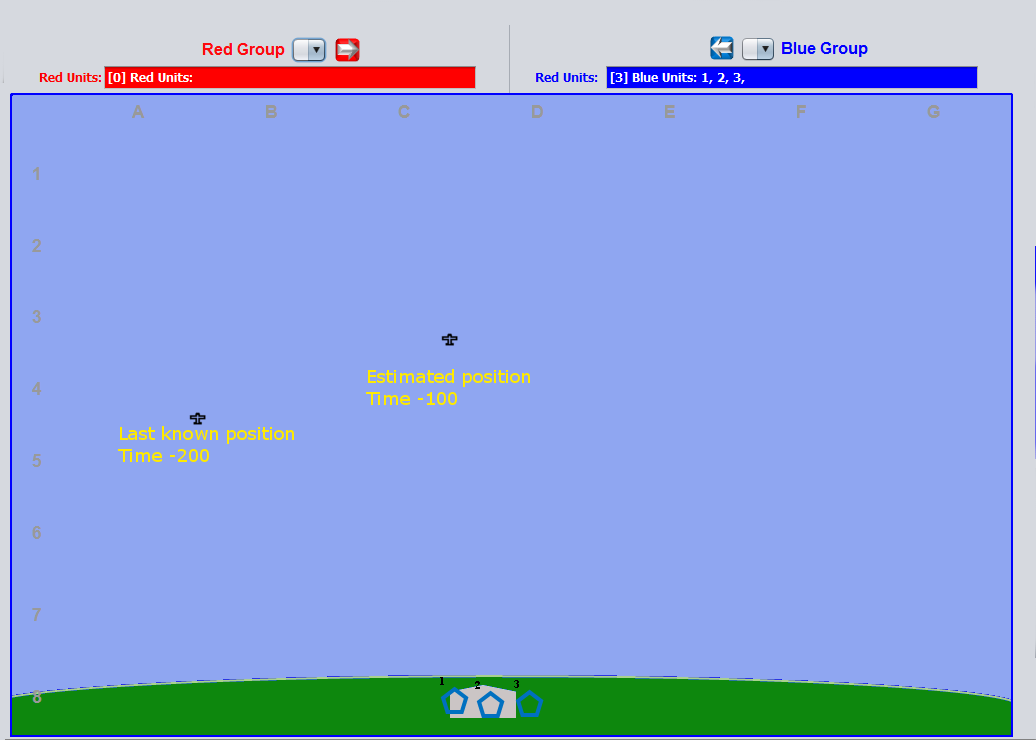 Red Group
Blue Group
Red Units: [0] Red Units:
Red Units: [3] Blue Units: 1, 2, 3,
A B C D E F G
1
2
3
Estimated position
4
Time -100
Last known position
Time -200
5
6
7
1 2 3
8